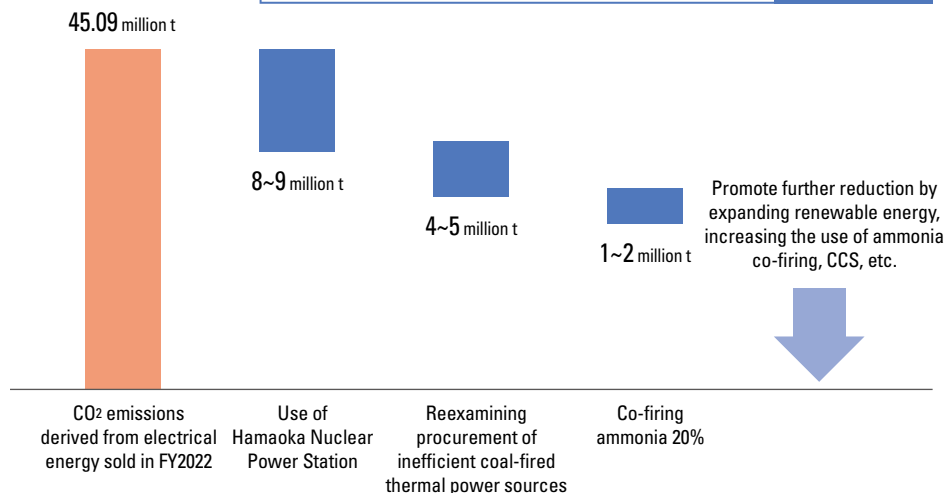 45.09 million t
8~9 million t
4~5 million t
1~2 million t
Promote further reduction by
expanding renewable energy,
increasing the use of ammonia
co-firing, CCS, etc.
CO2 emissions
derived from electrical
energy sold in FY2022
Use of
Hamaoka Nuclear
Power Station
Reexamining
procurement of
inefficient coal-fired
thermal power sources
Co-firing
ammonia 20%